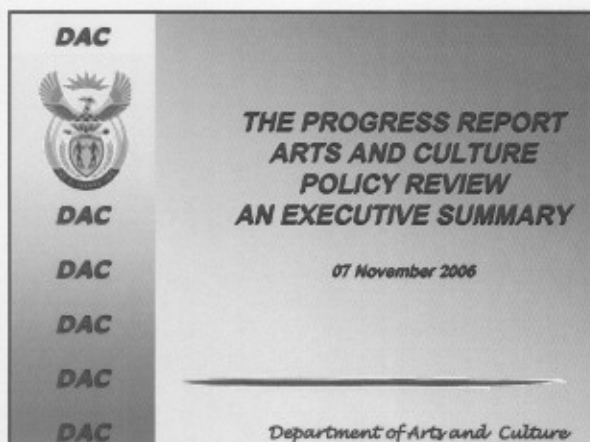 DAC
DAC
DAC
DAC
DAC
DAC
THE PROGRESS REPORT
ARTS AND CULTURE
POLICY REVIEW
AN EXECUTIVE SUMMARY
07 November 2006
Department of Arts and Culture